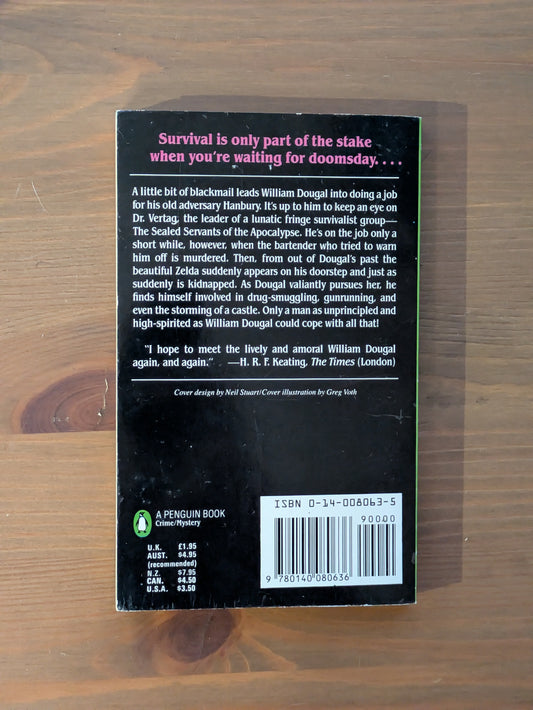 Survival is only part of the stake
when you're waiting for doomsday. . . .
A little bit of blackmail leads William Dougal into doing a job
for his old adversary Hanbury. It's up to him to keep an eye on
Dr. Vertag, the leader of a lunatic fringe survivalist group—
The Sealed Servants of the Apocalypse. He's on the job only a
short while, however, when the bartender who tried to warn
him off is murdered. Then, from out of Dougal's past the
beautiful Zelda suddenly appears on his doorstep and just as
suddenly is kidnapped. As Dougal valiantly pursues her, he
finds himself involved in drug-smuggling, gunrunning, and
even the storming of a castle. Only a man as unprincipled and
high-spirited as William Dougal could cope with all that!
"I hope to meet the lively and amoral William Dougal
again, and again." —H. R. F. Keating, The Times (London)
Cover design by Neil Stuart/Cover illustration by Greg Voth
A PENGUIN BOOK
Crime/Mystery
U.K. £1.95
AUST. $4.95
(recommended)
N.Z. $7.95
CAN. $4.50
U.S.A. $3.50
ISBN 0-14-008063-5
90000
9 780140 080636